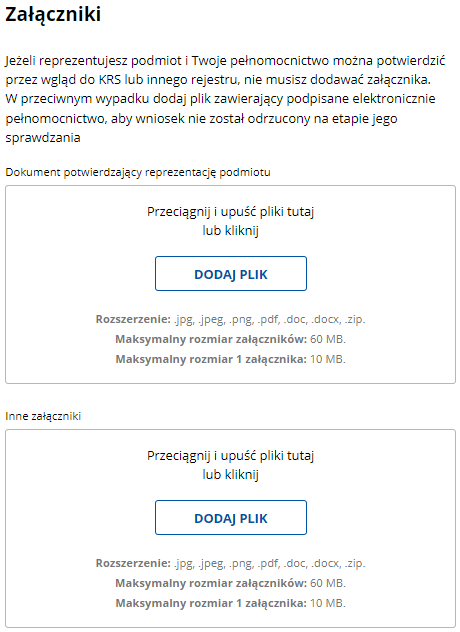 Załączniki
Jeżeli reprezentujesz podmiot i Twoje pełnomocnictwo można potwierdzić
przez wgląd do KRS lub innego rejestru, nie musisz dodawać załącznika.
W przeciwnym wypadku dodaj plik zawierający podpisane elektronicznie
pełnomocnictwo, aby wniosek nie został odrzucony na etapie jego
sprawdzania
Dokument potwierdzający reprezentację podmiotu
Przeciągnij i upuść pliki tutaj
lub kliknij
DODAJ PLIK
Rozszerzenie: .jpg, .jpeg, .png, .pdf, .doc, .docx, .zip.
Maksymalny rozmiar załączników: 60 MB.
Maksymalny rozmiar 1 załącznika: 10 MB.
Inne załączniki
Przeciągnij i upuść pliki tutaj
lub kliknij
DODAJ PLIK
Rozszerzenie: .jpg, .jpeg, .png, .pdf, .doc, .docx, .zip.
Maksymalny rozmiar załączników: 60 MB.
Maksymalny rozmiar 1 załącznika: 10 MB.